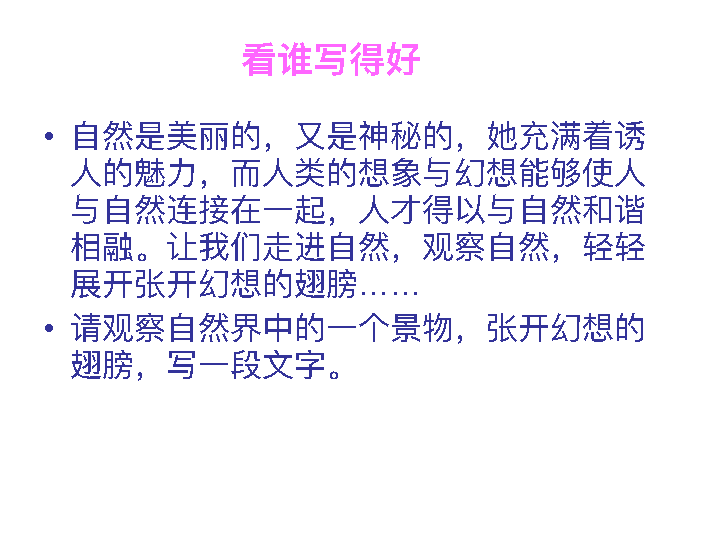 看谁写得好
• 自然是美丽的，又是神秘的，她充满着诱
人的魅力，而人类的想象与幻想能够使人
与自然连接在一起，人才得以与自然和谐
相融。让我们走进自然，观察自然，轻轻
展开张开幻想的翅膀……
• 请观察自然界中的一个景物，张开幻想的
翅膀，写一段文字。